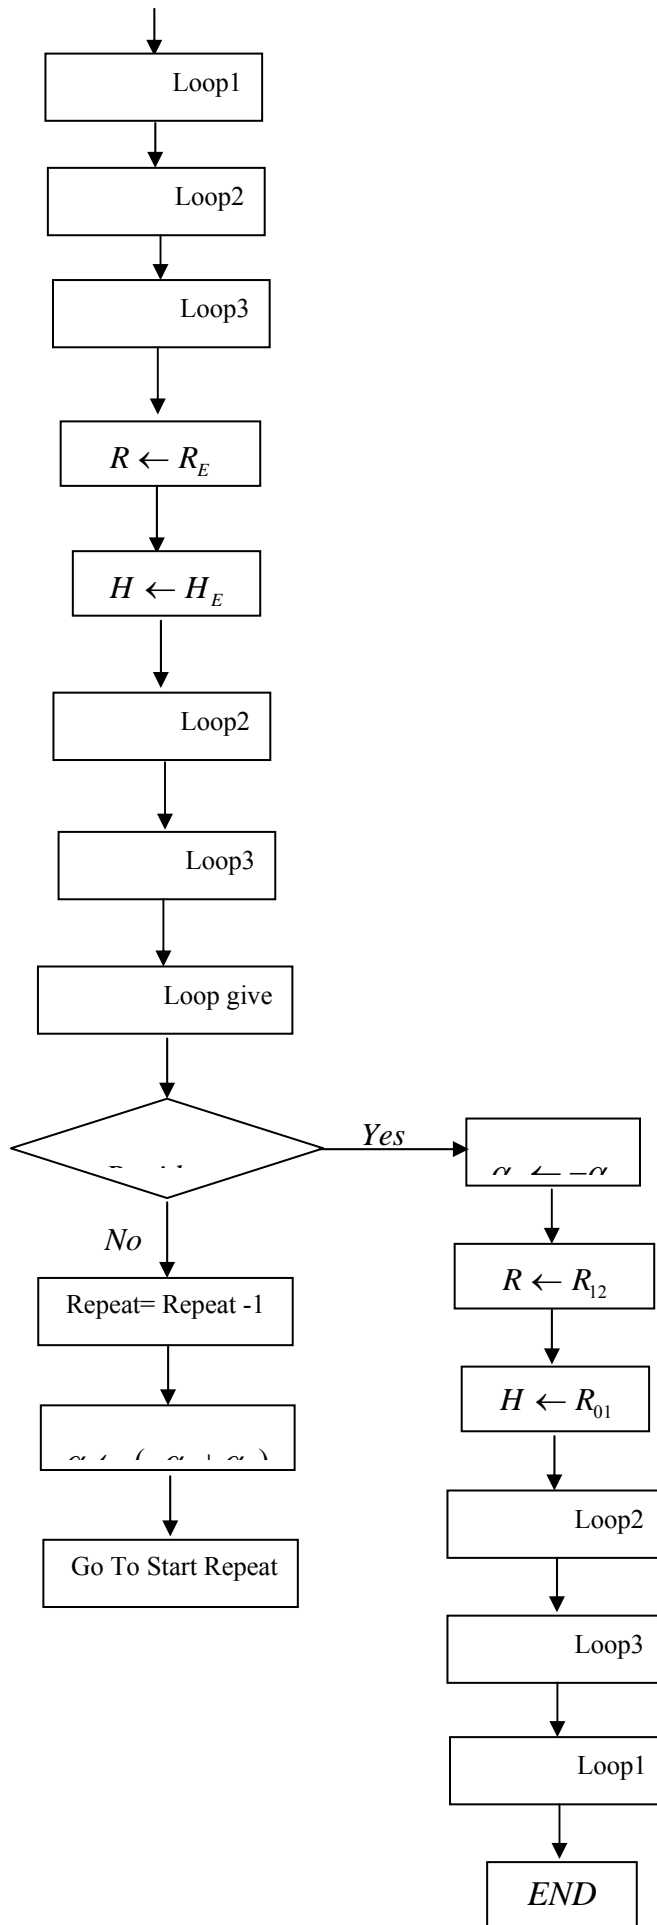 Loop1
Loop2
Loop3
R ← R_E
H ← H_E
Loop2
Loop3
Loop give
Yes
No
Repeat= Repeat -1
Go To Start Repeat
R ← R_12
H ← R_01
Loop2
Loop3
Loop1
END